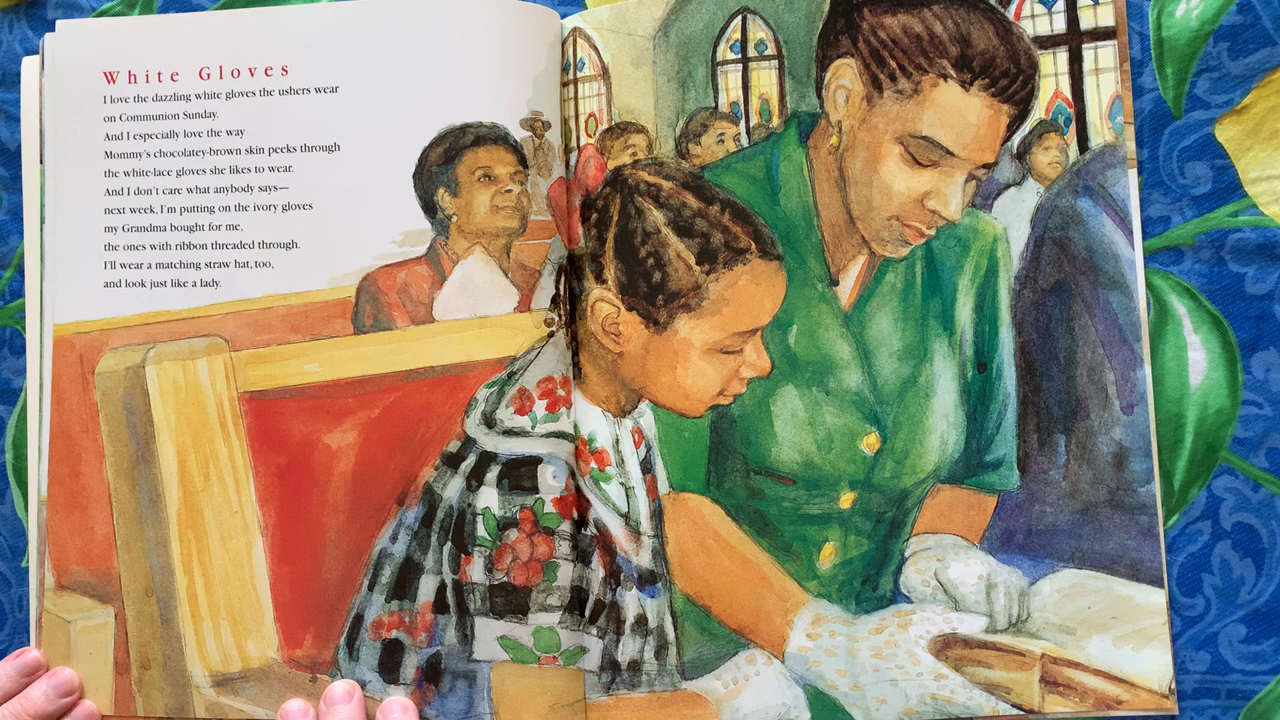 White Gloves
I love the dazzling white gloves the ushers wear
on Communion Sunday.
And I especially love the way
Mommy's chocolatey-brown skin peeks through
the white-lace gloves she likes to wear.
And I don't care what anybody says—
next week, I'm putting on the ivory gloves
my Grandma bought for me,
the ones with ribbon threaded through.
I'll wear a matching straw hat, too,
and look just like a lady.